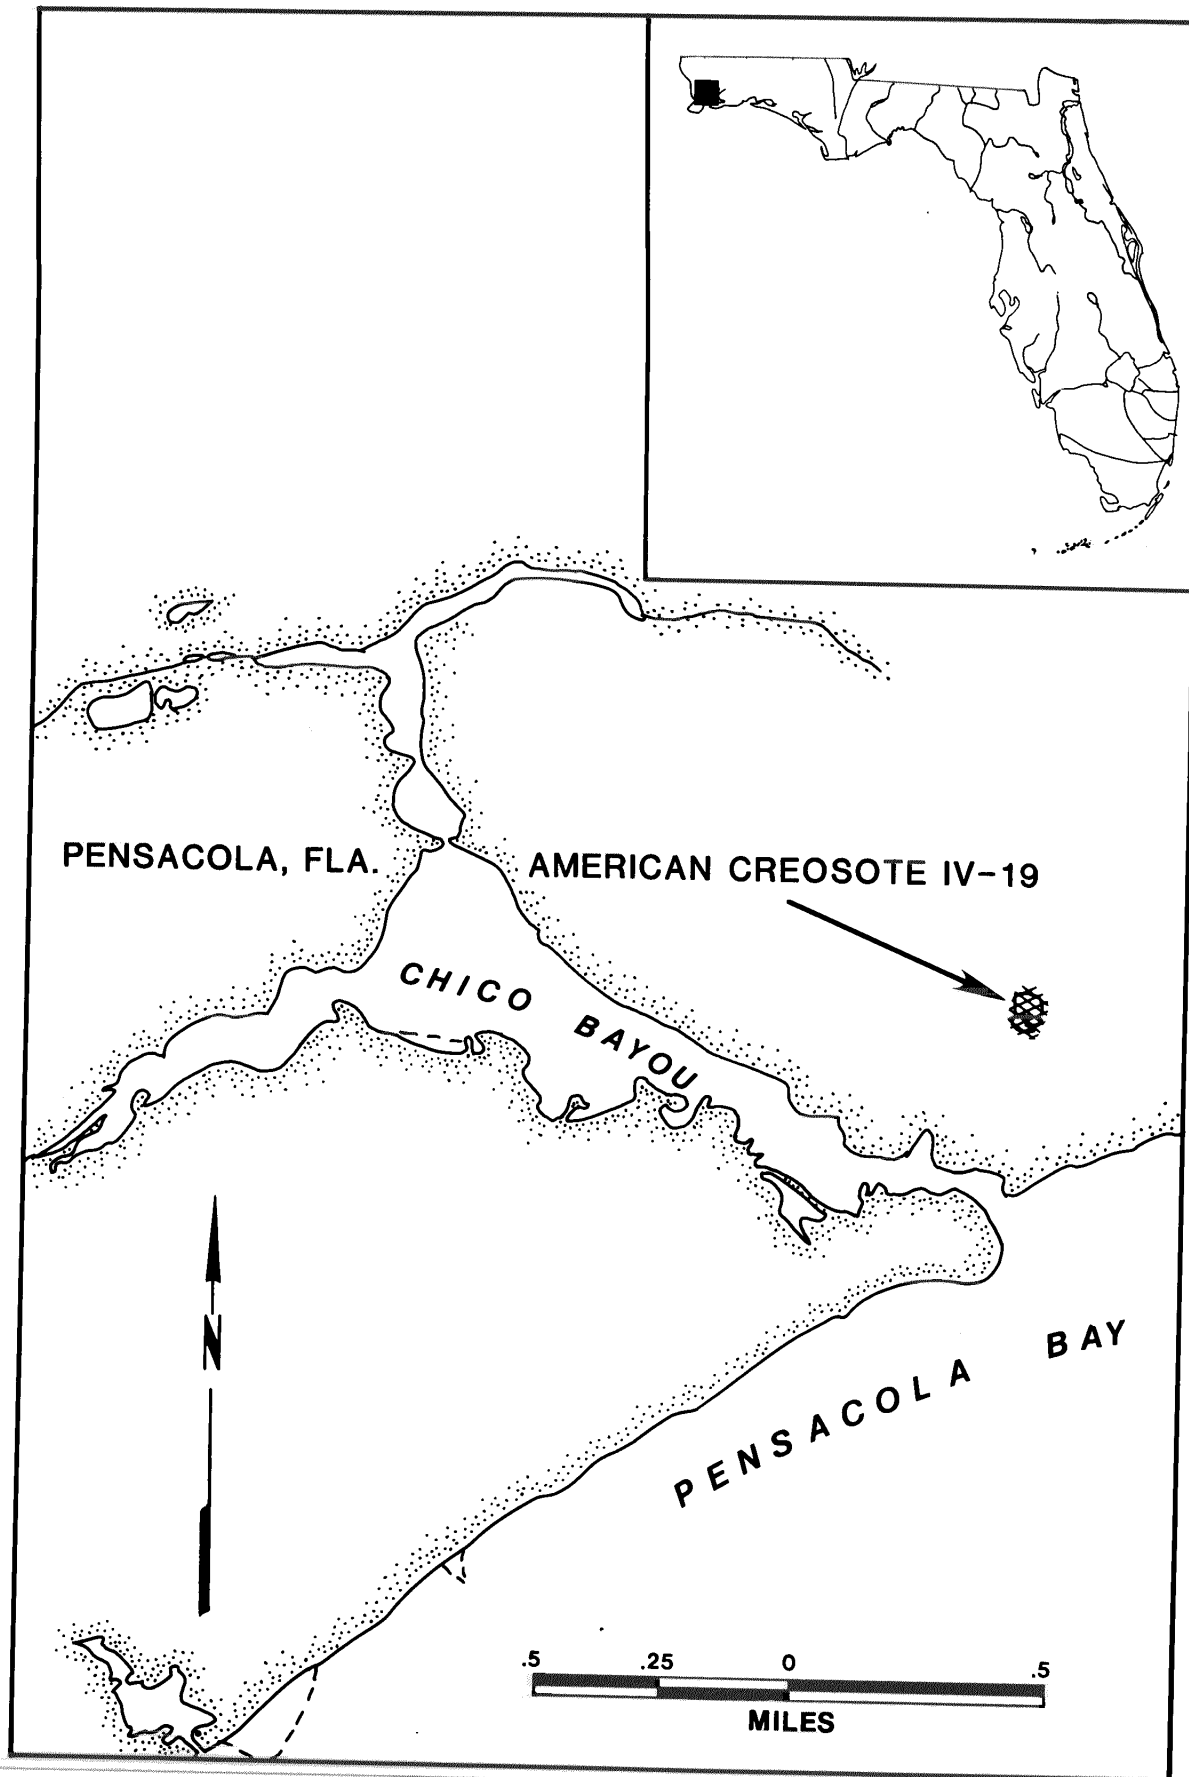 PENSACOLA, FLA.
AMERICAN CREOSOTE IV-19
CHICO BAYOU
N
PENSACOLA BAY
.5 .25 0 .5
MILES